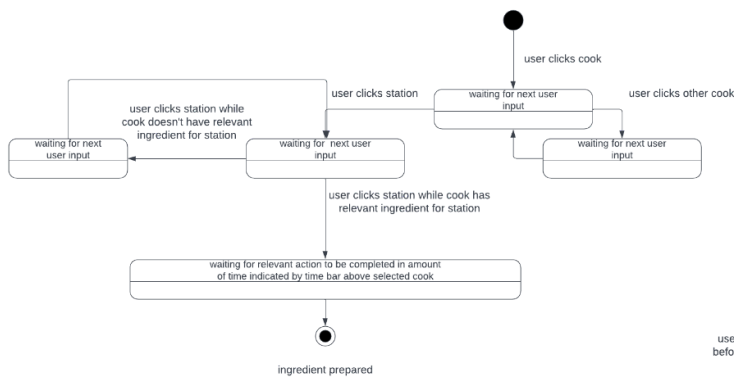 user clicks cook
waiting for next user
input
user clicks station
user clicks other cook
user clicks station while
cook doesn't have relevant
ingredient for station
waiting for next
user input
waiting for  next user
input
waiting for next user
input
user clicks station while cook has
relevant ingredient for station
waiting for relevant action to be completed in amount
of time indicated by time bar above selected cook
ingredient prepared
use
befo